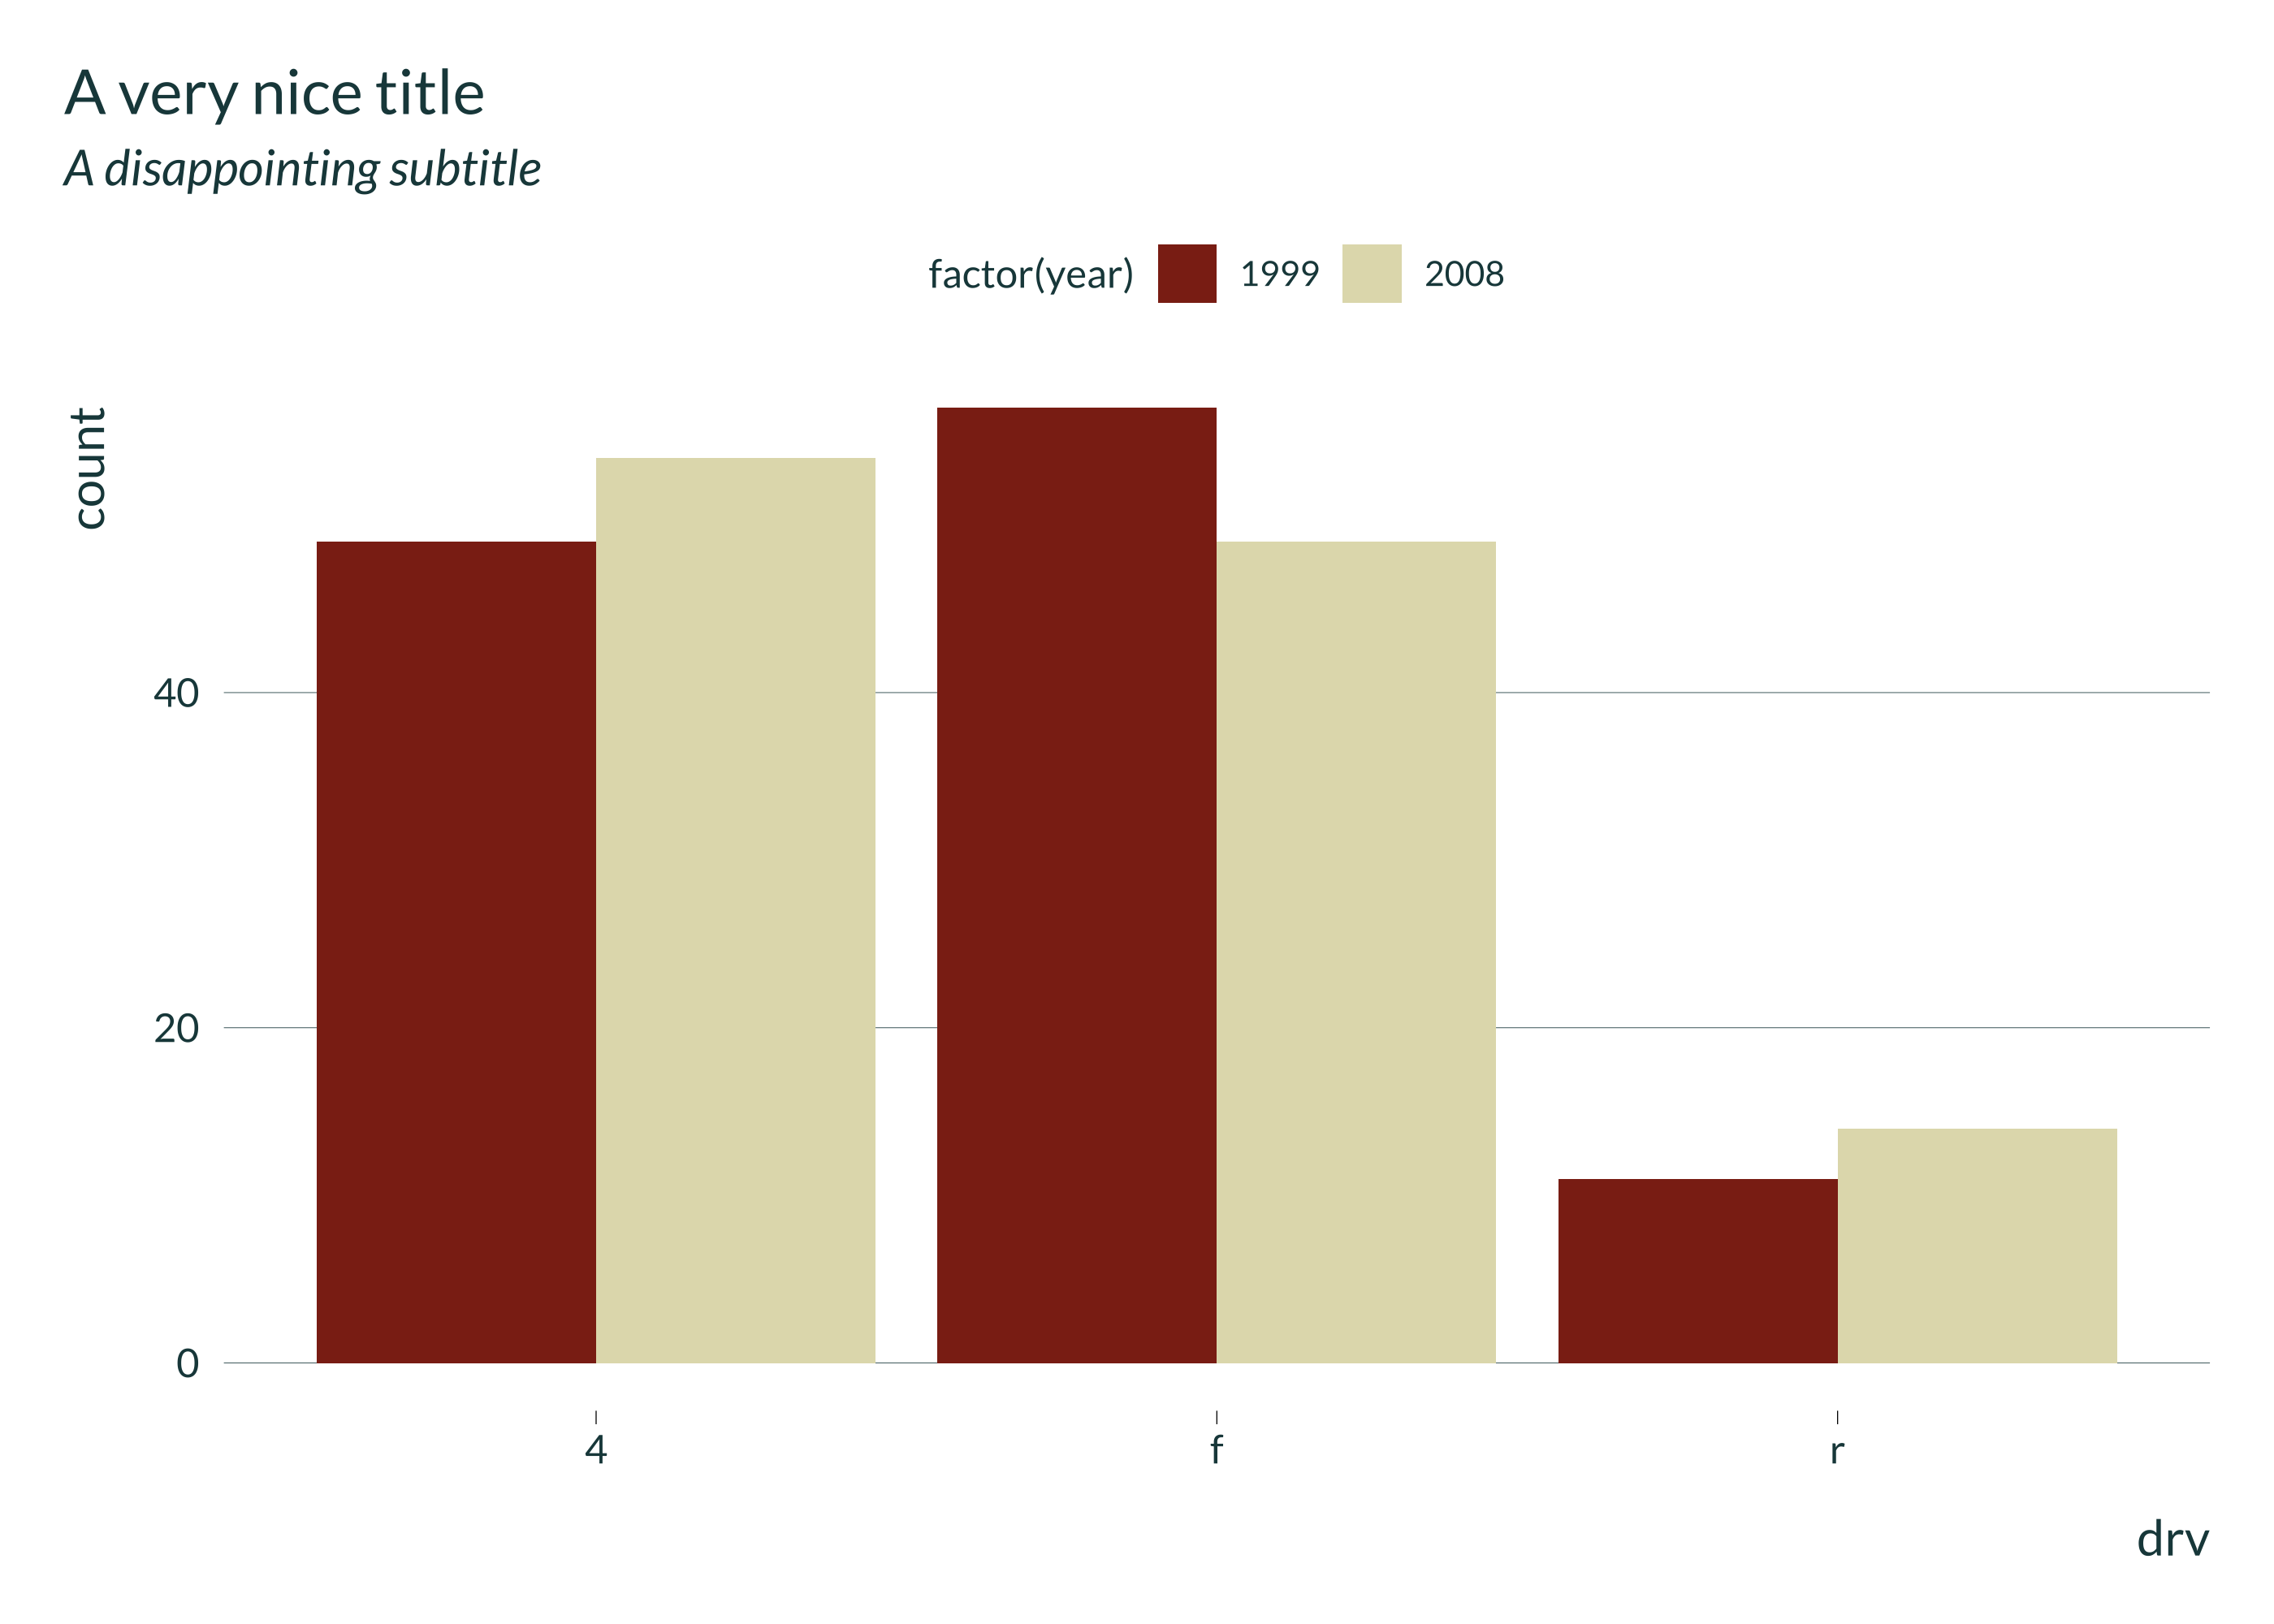 A very nice title
A disappointing subtitle
factor(year) 1999 2008
count
40
20
0
4 f r
drv